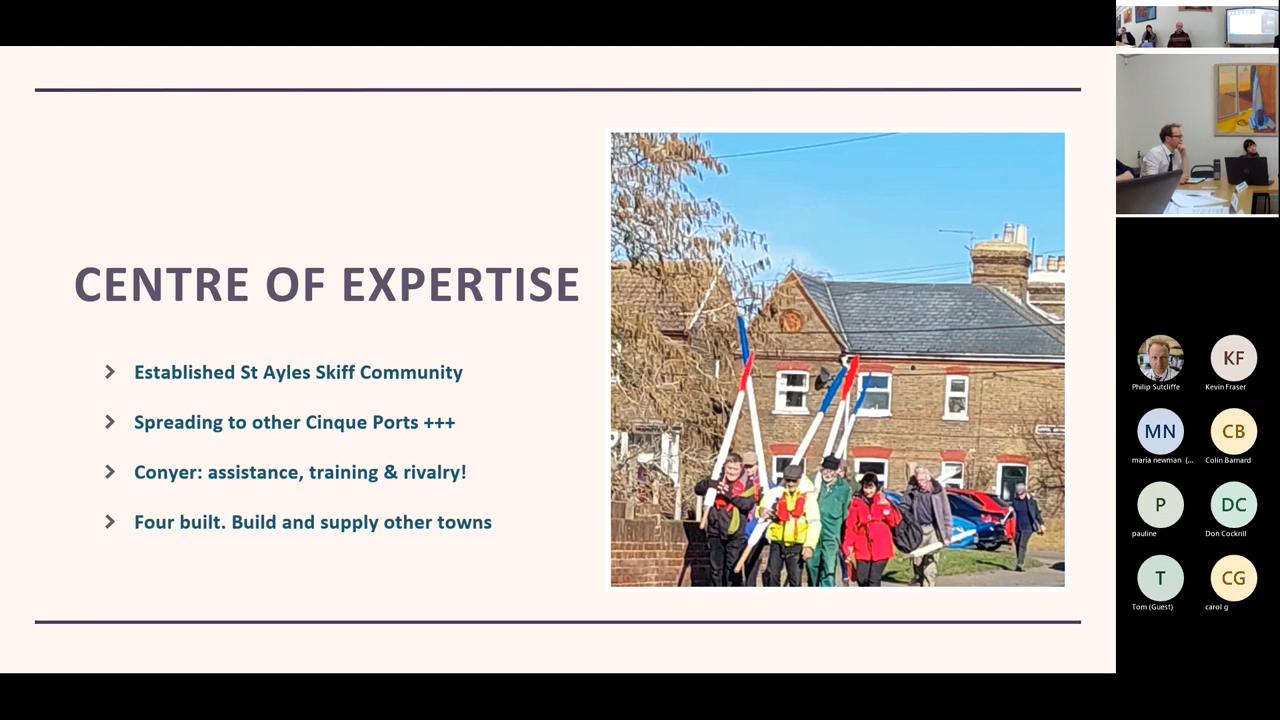 CENTRE OF EXPERTISE
Established St Ayles Skiff Community
Spreading to other Cinque Ports +++
Conyer: assistance, training & rivalry!
Four built. Build and supply other towns
KF
Philip Sutcliffe
Kevin Fraser
MN
CB
maria newman (...
Colin Barnard
P
DC
pauline
Don Cockrill
T
CG
Tom (Guest)
carol g